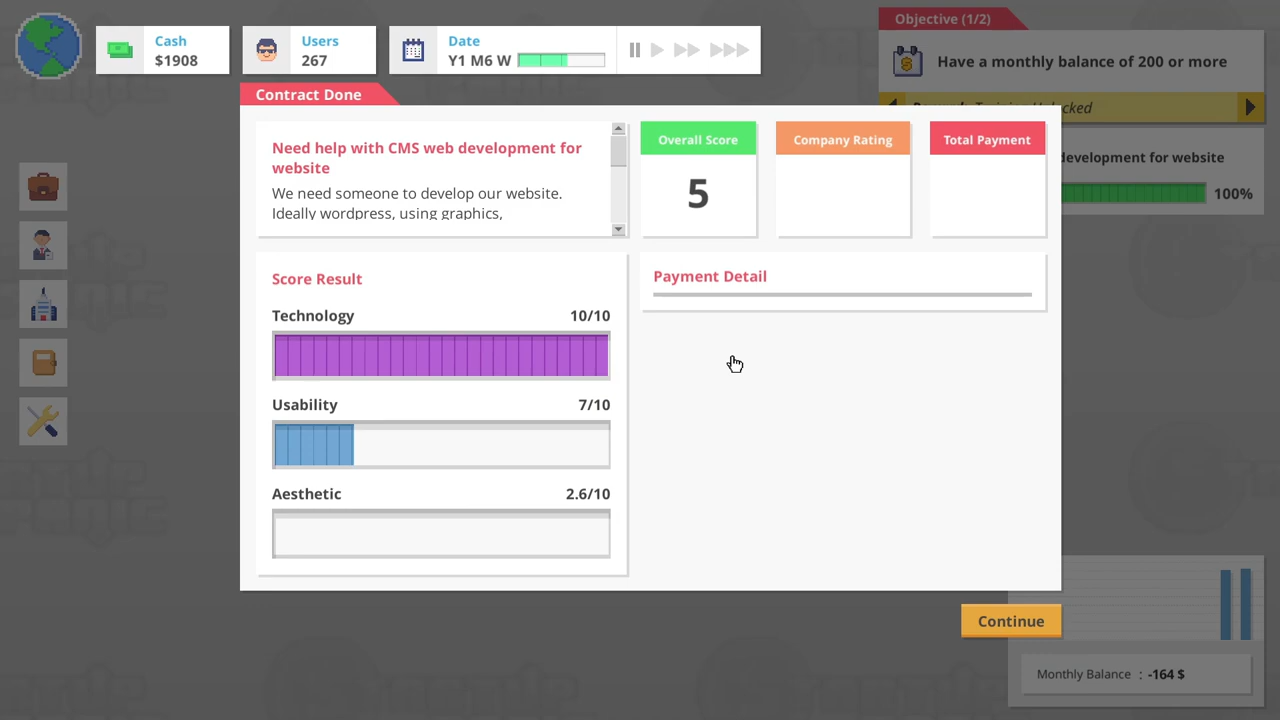 Cash
$1908
Users
267
Date
Y1 M6 W
Objective (1/2)
Have a monthly balance of 200 or more
Contract Done
Need help with CMS web development for
website
We need someone to develop our website.
Ideally wordpress, using graphics,
Overall Score
5
Company Rating
Total Payment
development for website
100%
Score Result
Technology 10/10
Usability 7/10
Aesthetic 2.6/10
Payment Detail
Continue
Monthly Balance : -164 $